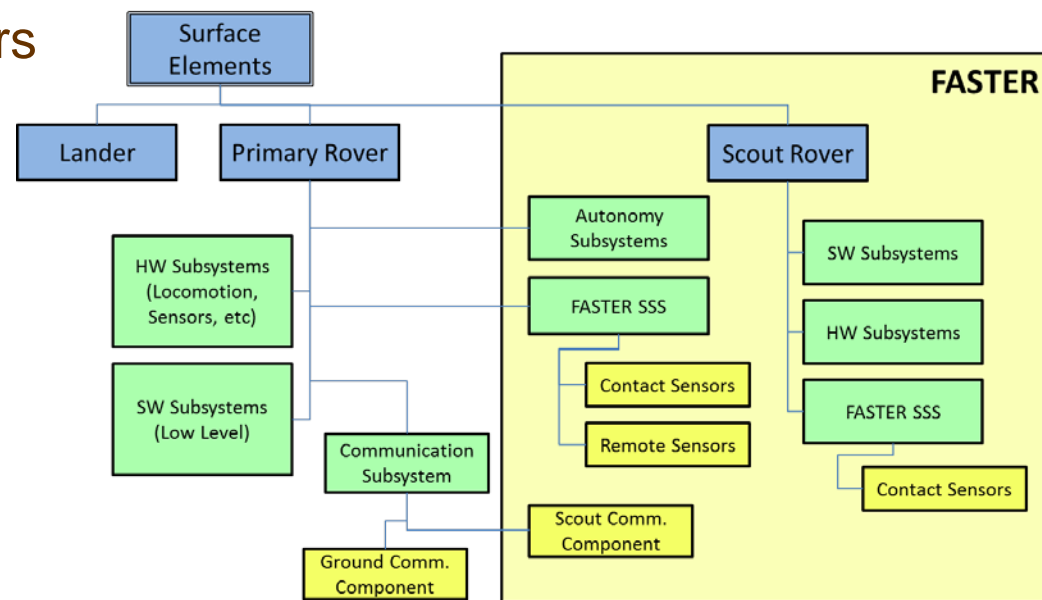 rs
Surface
Elements
FASTER
Lander
Primary Rover
Scout Rover
Autonomy
Subsystems
HW Subsystems
(Locomotion,
Sensors, etc)
SW Subsystems
FASTER SSS
HW Subsystems
Contact Sensors
SW Subsystems
(Low Level)
FASTER SSS
Remote Sensors
Communication
Subsystem
Contact Sensors
Scout Comm.
Component
Ground Comm.
Component